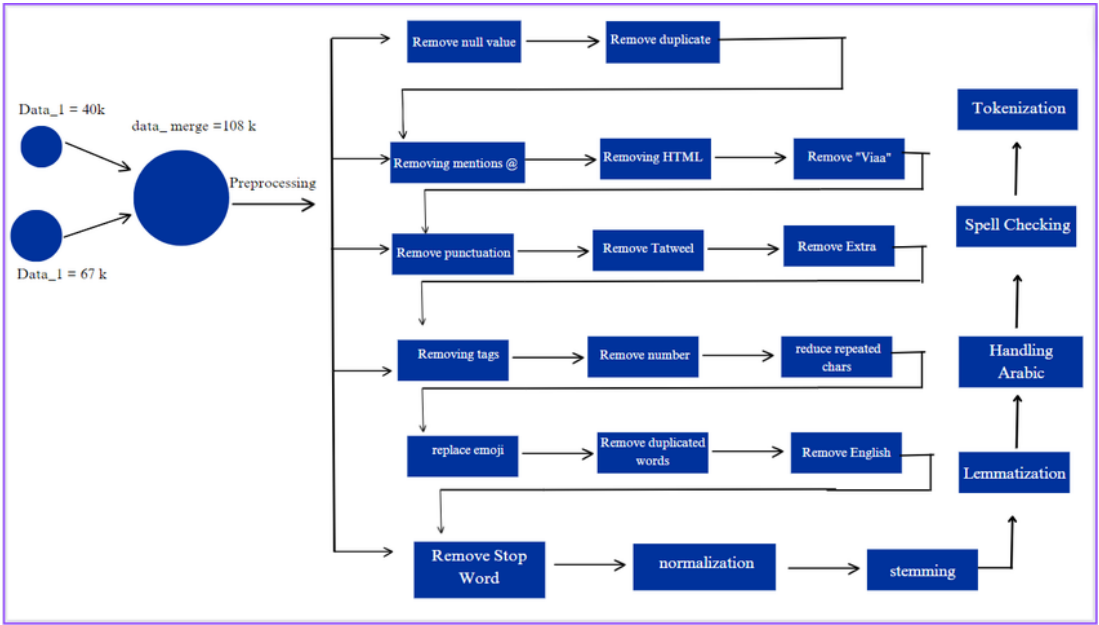 Data_1 = 40k
data_ merge =108 k
Data_1 = 67 k
Preprocessing
Remove null value
Remove duplicate
Removing mentions @
Removing HTML
Remove "Viaa"
Remove punctuation
Remove Tatweel
Remove Extra
Removing tags
Remove number
reduce repeated
chars
replace emoji
Remove duplicated
words
Remove English
Remove Stop
Word
normalization
stemming
Lemmatization
Handling
Arabic
Spell Checking
Tokenization